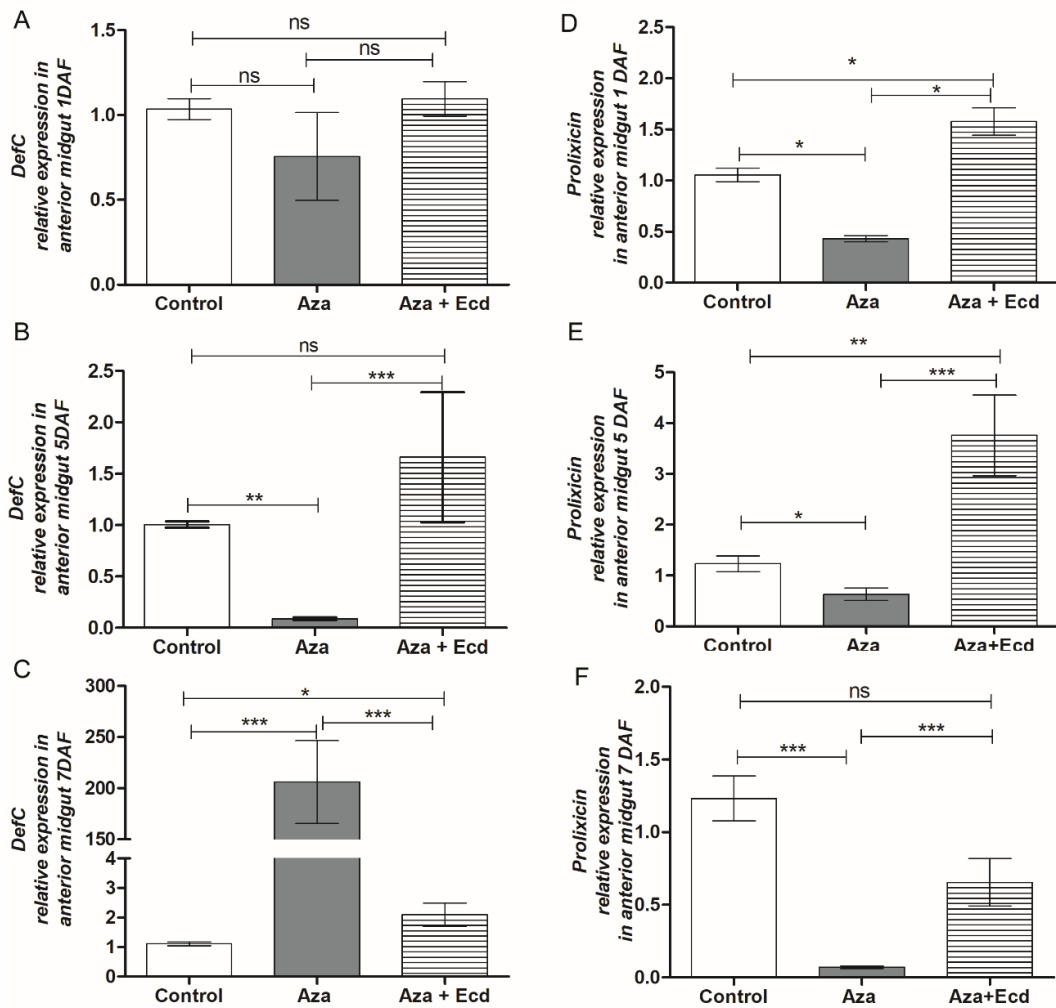 A
DefC
relative expression in
anterior midgut 1DAF
1.5
1.0
0.5
0.0
ns
ns
ns
Control
Aza
Aza + Ecd
B
DefC
relative expression in
anterior midgut 5DAF
2.5
2.0
1.5
1.0
0.5
0.0
ns
***
**
Control
Aza
Aza + Ecd
C
DefC
relative expression in
anterior midgut 7DAF
300
250
200
150
4
3
2
1
0
*
***
***
Control
Aza
Aza + Ecd
D
Prolixicin
relative expression
in anterior midgut 1 DAF
2.0
1.5
1.0
0.5
0.0
*
*
*
Control
Aza
Aza + Ecd
E
Prolixicin
relative expression
in anterior midgut 5 DAF
5
4
3
2
1
0
**
***
*
Control
Aza
Aza+Ecd
F
Prolixicin
relative expression
in anterior midgut 7 DAF
2.0
1.5
1.0
0.5
0.0
ns
***
***
Control
Aza
Aza+Ecd